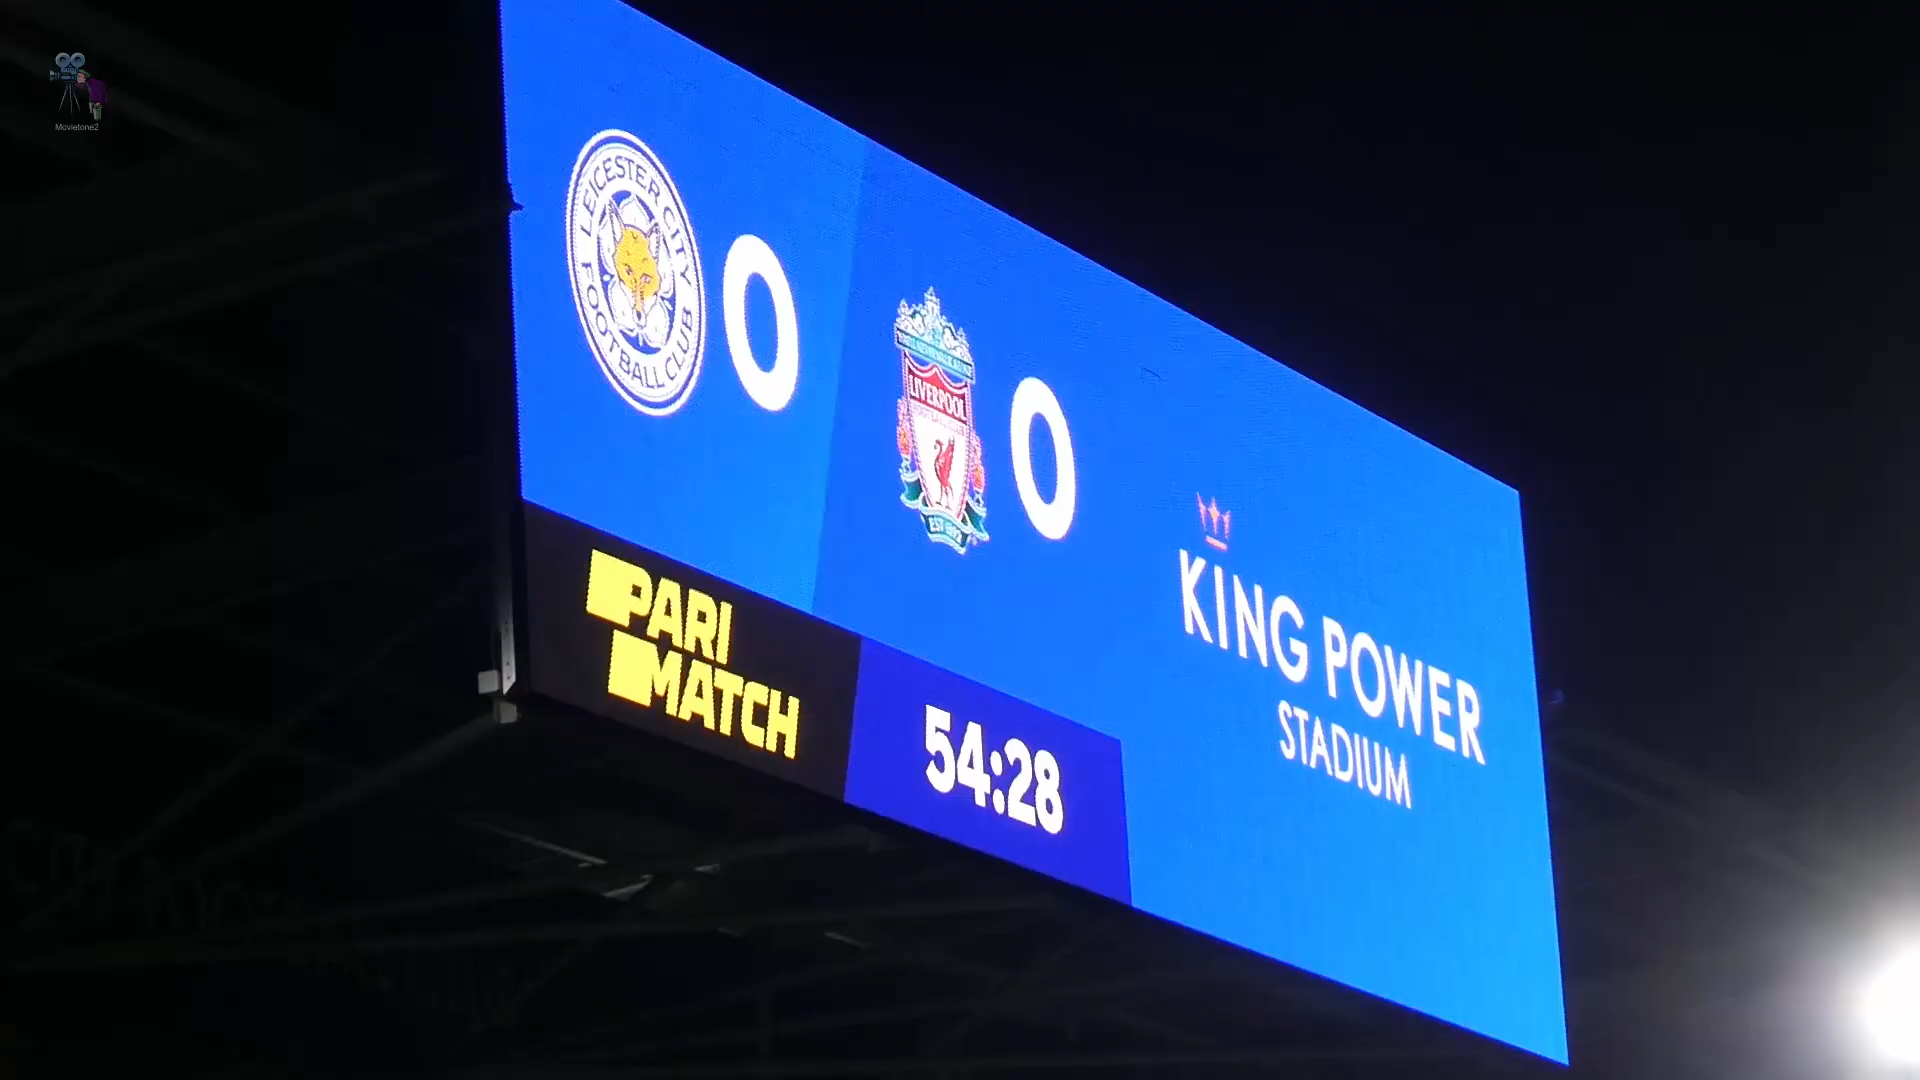 Movietone2
LEICESTER CITY
FOOTBALL CLUB
0
LIVERPOOL
0
KING POWER
STADIUM
PARI
MATCH
54:28